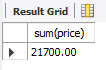 Result Grid
sum(price)
21700.00